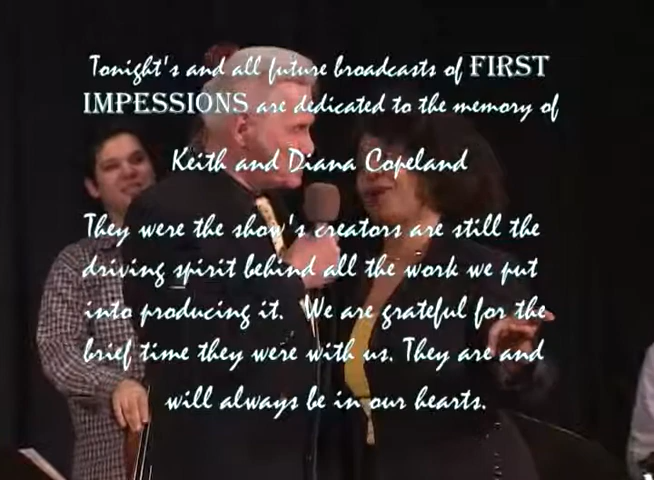 Tonight's and all future broadcasts of FIRST
IMPESSIONS are dedicated to the memory of
Keith and Diana Copeland
They were the show's creators are still the
driving spirit behind all the work we put
into producing it. We are grateful for the
brief time they were with us. They are and
will always be in our hearts.